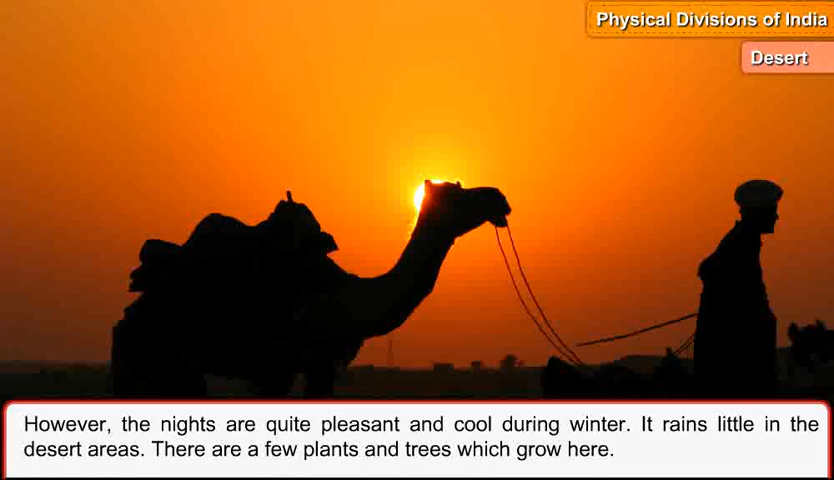 Physical Divisions of India
Desert
However, the nights are quite pleasant and cool during winter. It rains little in the
desert areas. There are a few plants and trees which grow here.